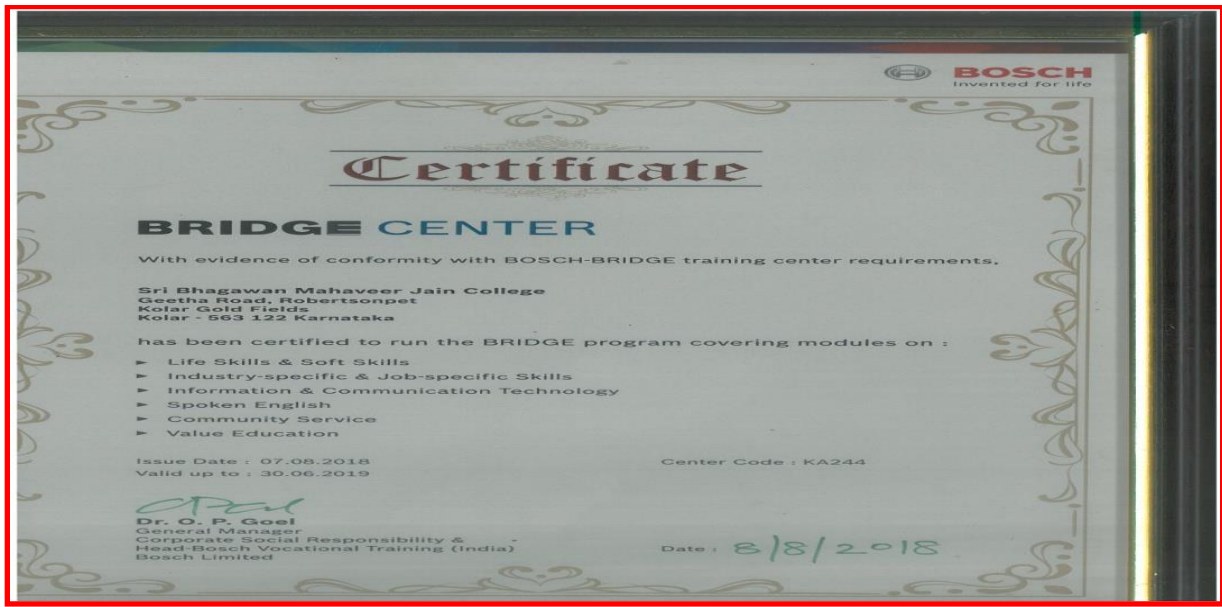 BOSCH
Invented for life
Certificate
BRIDGE CENTER
With evidence of conformity with BOSCH-BRIDGE training center requirements,
Sri Bhagawan Mahaveer Jain College
Geetha Road, Robertsonpet
Kolar Gold Fields
Kolar - 563 122 Karnataka
has been certified to run the BRIDGE program covering modules on :
► Life Skills & Soft Skills
► Industry-specific & Job-specific Skills
► Information & Communication Technology
► Spoken English
► Community Service
► Value Education
Issue Date : 07.08.2018
Center Code : KA244
Valid up to : 30.06.2019
Dr. O. P. Goel
General Manager
Corporate Social Responsibility &
Head-Bosch Vocational Training (India)
Bosch Limited
Date : 8/8/2018